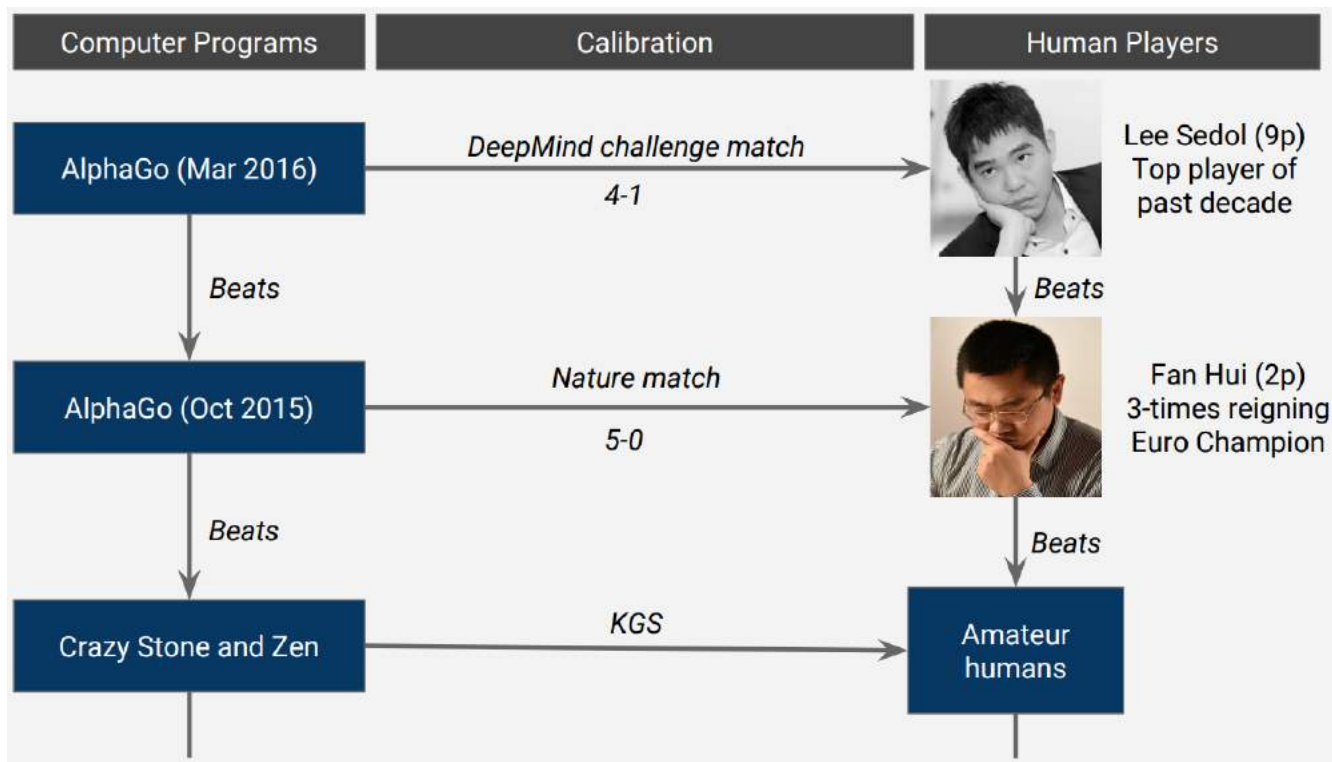 Computer Programs
Calibration
Human Players
AlphaGo (Mar 2016)
DeepMind challenge match
4-1
Lee Sedol (9p)
Top player of
past decade
Beats
Beats
AlphaGo (Oct 2015)
Nature match
5-0
Fan Hui (2p)
3-times reigning
Euro Champion
Beats
Beats
Crazy Stone and Zen
KGS
Amateur
humans